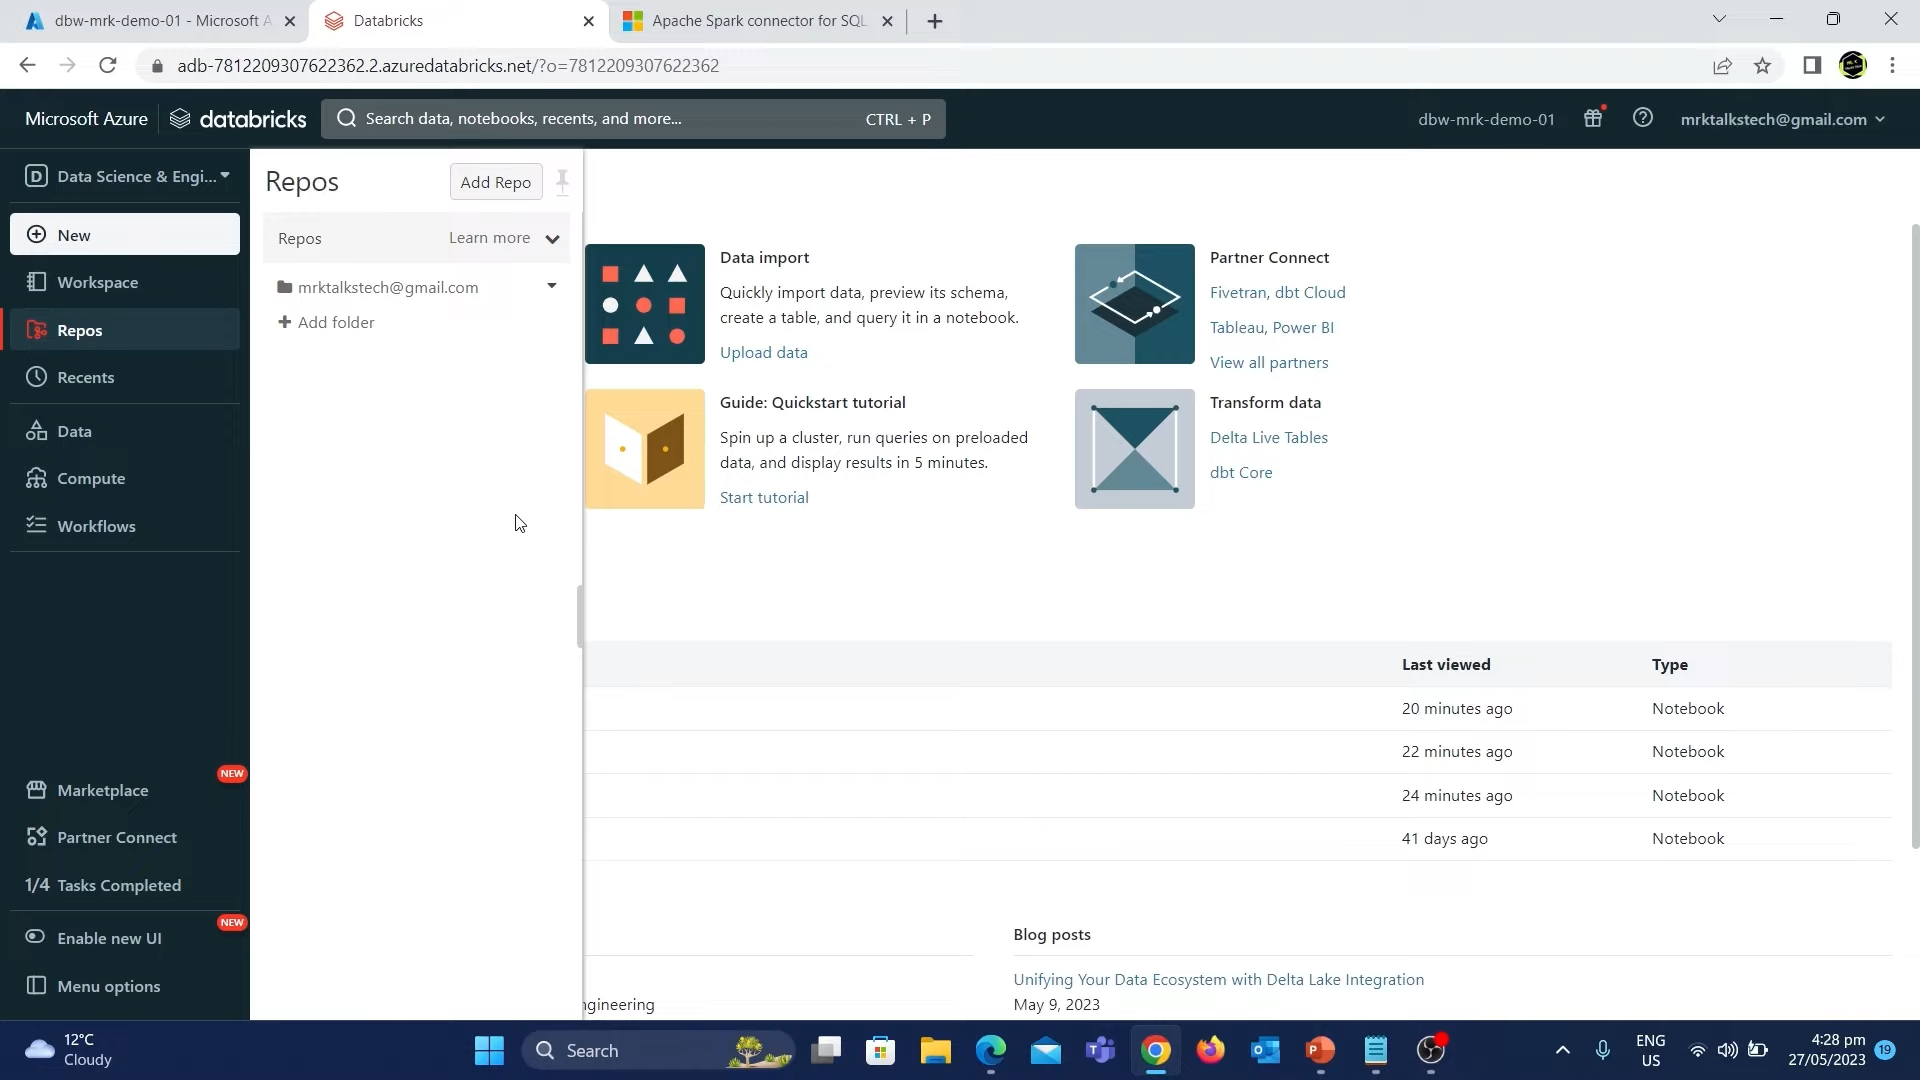 dbw-mrk-demo-01 - Microsoft A
Databricks
Apache Spark connector for SQL
adb-7812209307622362.2.azuredatabricks.net/?o=7812209307622362
Microsoft Azure
databricks
Search data, notebooks, recents, and more...
CTRL + P
dbw-mrk-demo-01
mrktalkstech@gmail.com
D Data Science & Engi...
New
Workspace
Repos
Recents
Data
Compute
Workflows
Marketplace
NEW
Partner Connect
1/4 Tasks Completed
Enable new UI
NEW
Menu options
Repos
Add Repo
Repos
Learn more
mrktalkstech@gmail.com
Add folder
Data import
Quickly import data, preview its schema,
create a table, and query it in a notebook.
Upload data
Partner Connect
Fivetran, dbt Cloud
Tableau, Power BI
View all partners
Guide: Quickstart tutorial
Spin up a cluster, run queries on preloaded
data, and display results in 5 minutes.
Start tutorial
Transform data
Delta Live Tables
dbt Core
Last viewed
Type
20 minutes ago
Notebook
22 minutes ago
Notebook
24 minutes ago
Notebook
41 days ago
Notebook
ngineering
Blog posts
Unifying Your Data Ecosystem with Delta Lake Integration
May 9, 2023
12°C
Cloudy
Search
ENG
US
4:28 pm
27/05/2023
19